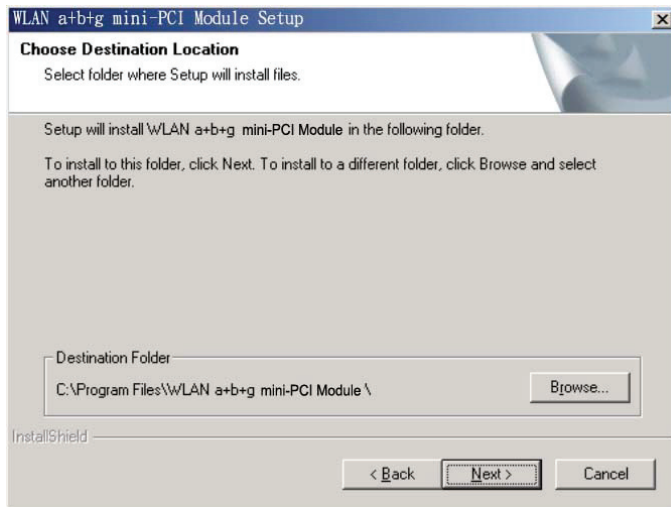 WLAN a+b+g mini-PCI Module Setup
Choose Destination Location
Select folder where Setup will install files.
Setup will install WLAN a+b+g mini-PCI Module in the following folder.
To install to this folder, click Next. To install to a different folder, click Browse and select
another folder.
Destination Folder
C:\Program Files\WLAN a+b+g mini-PCI Module \
Browse...
InstallShield
< Back
Next >
Cancel